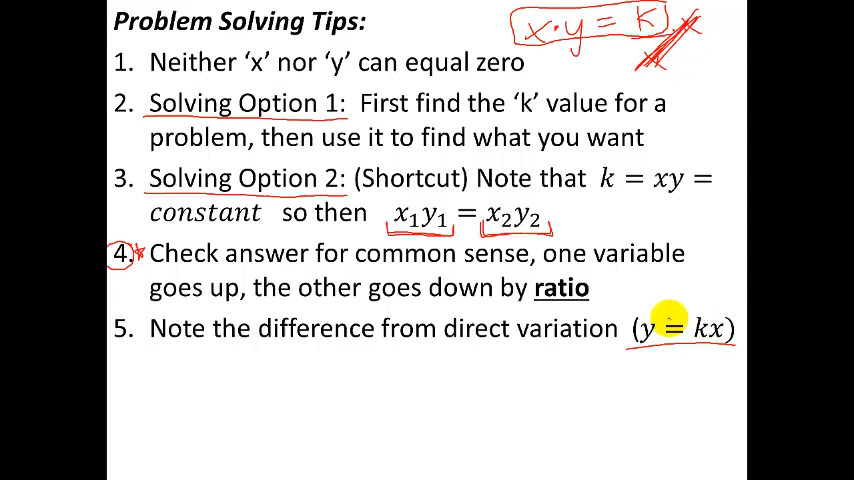 Problem Solving Tips:
x·y = k
1. Neither ‘x’ nor ‘y’ can equal zero
2. Solving Option 1: First find the ‘k’ value for a
problem, then use it to find what you want
3. Solving Option 2: (Shortcut) Note that k = xy =
constant so then x₁y₁ = x₂y₂
4.* Check answer for common sense, one variable
goes up, the other goes down by ratio
5. Note the difference from direct variation (y = kx)